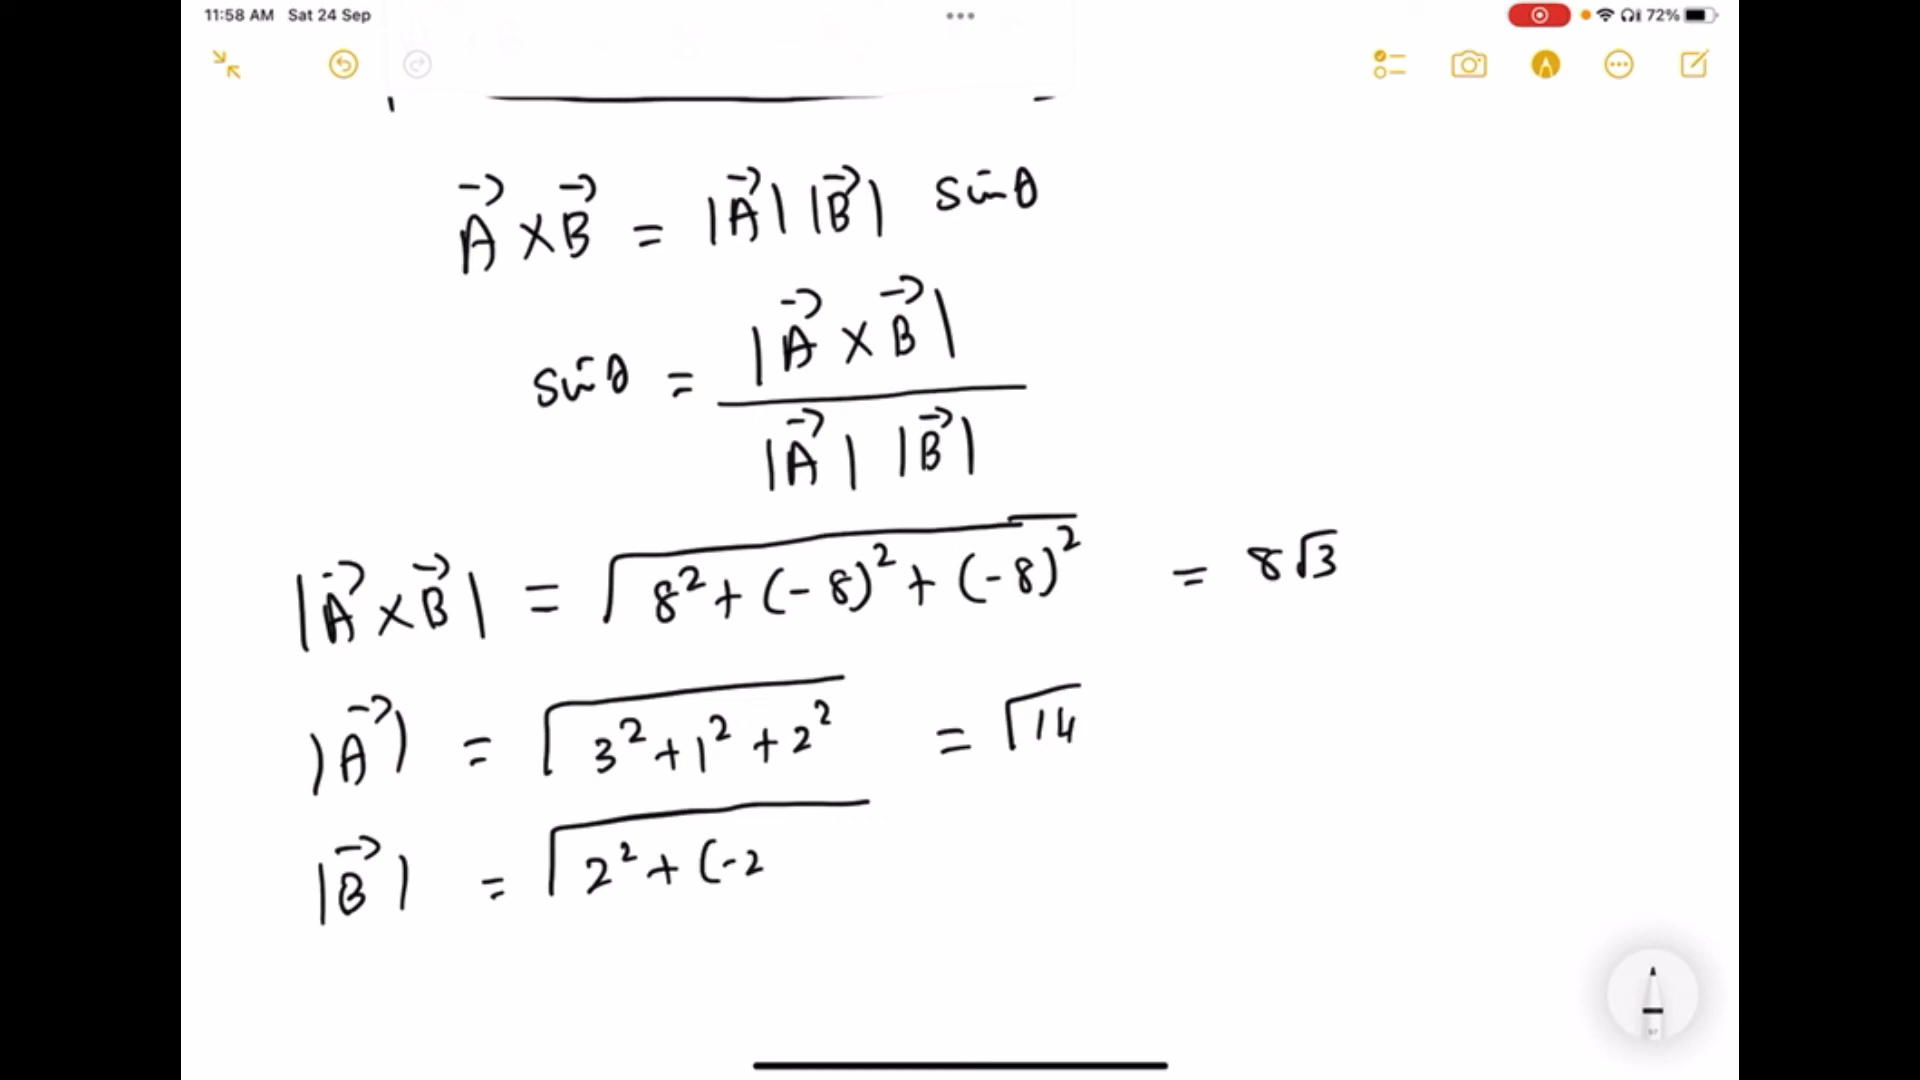 11:58 AM Sat 24 Sep 72%
A⃗ × B⃗ = |A⃗| |B⃗| sinθ
sinθ = |A⃗ × B⃗| / |A⃗| |B⃗|
|A⃗ × B⃗| = √(8² + (-8)² + (-8)²) = 8√3
|A⃗| = √(3² + 1² + 2²) = √14
|B⃗| = √(2² + (-2